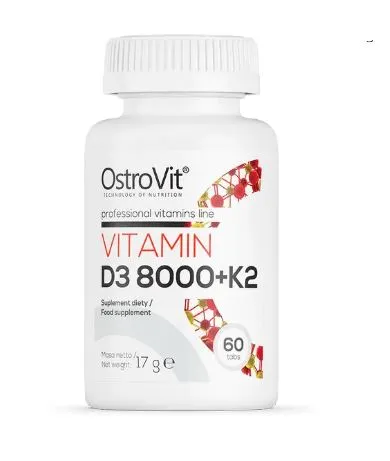 OstroVit®
TECHNOLOGY OF NUTRITION
professional vitamins line
VITAMIN
D3 8000+K2
Suplement diety /
Food supplement
60
tabs
Masa netto /
Net weight: 17 g e